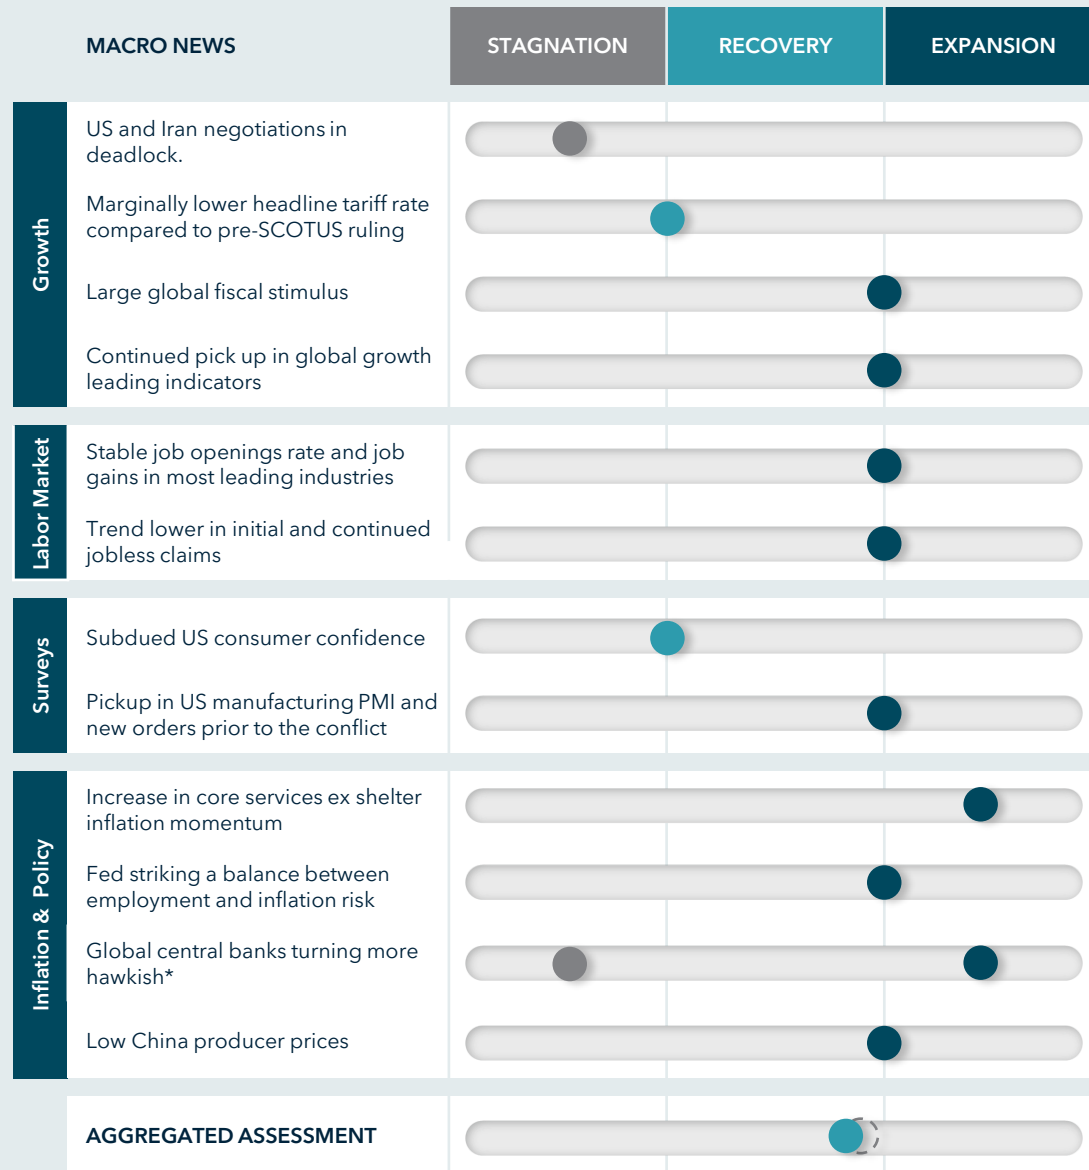 MACRO NEWS
STAGNATION
RECOVERY
EXPANSION
Growth
US and Iran negotiations in
deadlock.
Marginally lower headline tariff rate
compared to pre-SCOTUS ruling
Large global fiscal stimulus
Continued pick up in global growth
leading indicators
Labor Market
Stable job openings rate and job
gains in most leading industries
Trend lower in initial and continued
jobless claims
Surveys
Subdued US consumer confidence
Pickup in US manufacturing PMI and
new orders prior to the conflict
Inflation & Policy
Increase in core services ex shelter
inflation momentum
Fed striking a balance between
employment and inflation risk
Global central banks turning more
hawkish*
Low China producer prices
AGGREGATED ASSESSMENT